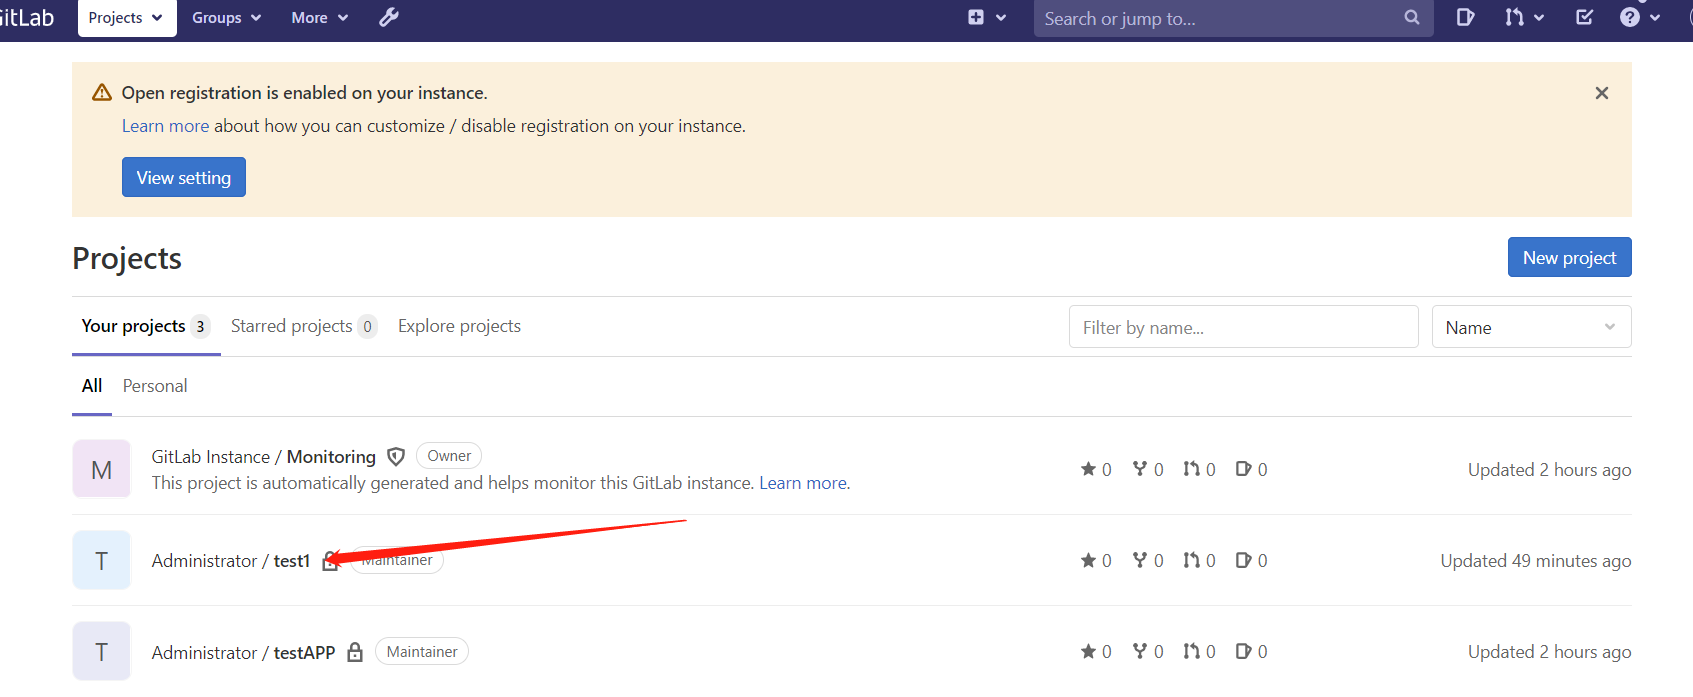 GitLab Projects Groups More Search or jump to...
Open registration is enabled on your instance.
Learn more about how you can customize / disable registration on your instance.
View setting
Projects New project
Your projects 3 Starred projects 0 Explore projects Filter by name... Name
All Personal
M GitLab Instance / Monitoring Owner 0 0 0 0 Updated 2 hours ago
This project is automatically generated and helps monitor this GitLab instance. Learn more.
T Administrator / test1 Maintainer 0 0 0 0 Updated 49 minutes ago
T Administrator / testAPP Maintainer 0 0 0 0 Updated 2 hours ago